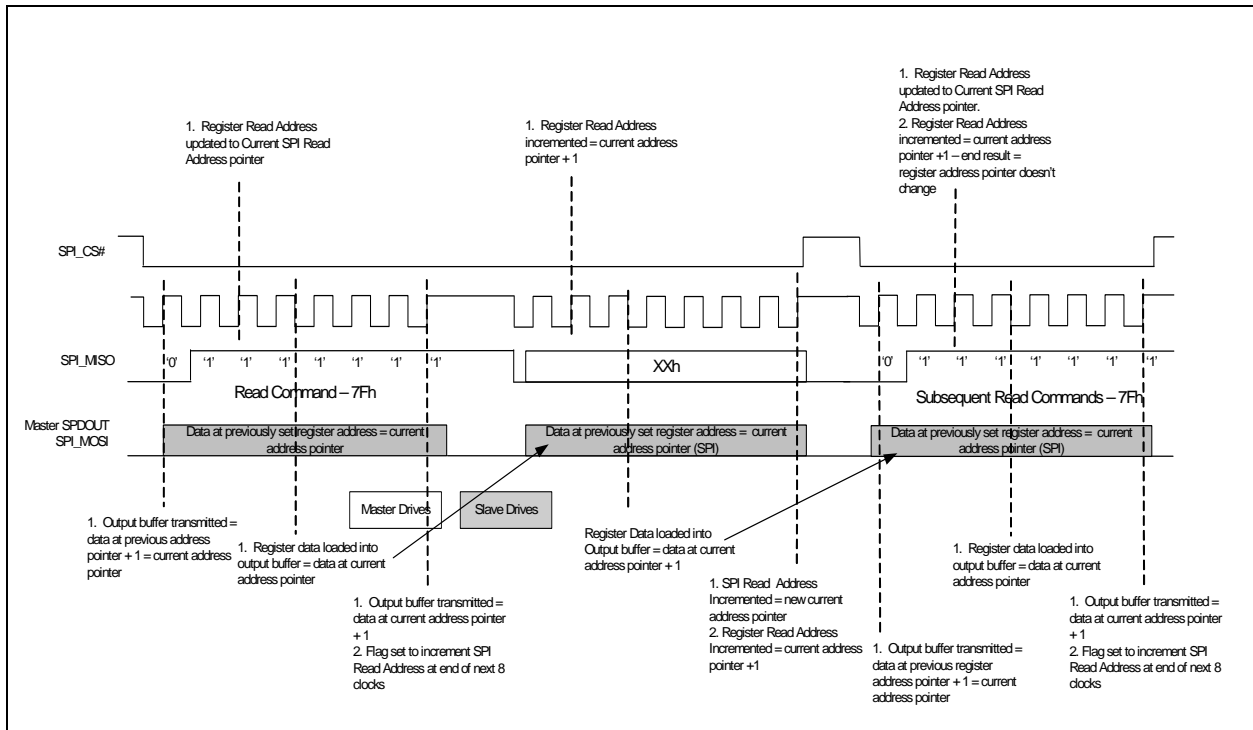 1. Register Read Address
updated to Current SPI Read
Address pointer
1. Register Read Address
incremented = current address
pointer + 1
1. Register Read Address
updated to Current SPI Read
Address pointer.
2. Register Read Address
incremented = current address
pointer +1 – end result =
register address pointer doesn't
change
SPI_CS#
SPI_MISO
'0' '1' '1' '1' '1' '1' '1' '1'
XXh
'0' '1' '1' '1' '1' '1' '1' '1'
Read Command – 7Fh
Subsequent Read Commands – 7Fh
Master SPDOUT
SPI_MOSI
Data at previously set register address = current
address pointer
Data at previously set register address = current
address pointer (SPI)
Data at previously set register address = current
address pointer (SPI)
Master Drives
Slave Drives
1. Output buffer transmitted =
data at previous address
pointer + 1 = current address
pointer
1. Register data loaded into
output buffer = data at current
address pointer
1. Output buffer transmitted =
data at current address pointer
+ 1
2. Flag set to increment SPI
Read Address at end of next 8
clocks
Register Data loaded into
Output buffer = data at current
address pointer + 1
1. SPI Read Address
Incremented = new current
address pointer
2. Register Read Address
Incremented = current address
pointer +1
1. Output buffer transmitted =
data at previous register
address pointer + 1 = current
address pointer
1. Register data loaded into
output buffer = data at current
address pointer
1. Output buffer transmitted =
data at current address pointer
+ 1
2. Flag set to increment SPI
Read Address at end of next 8
clocks